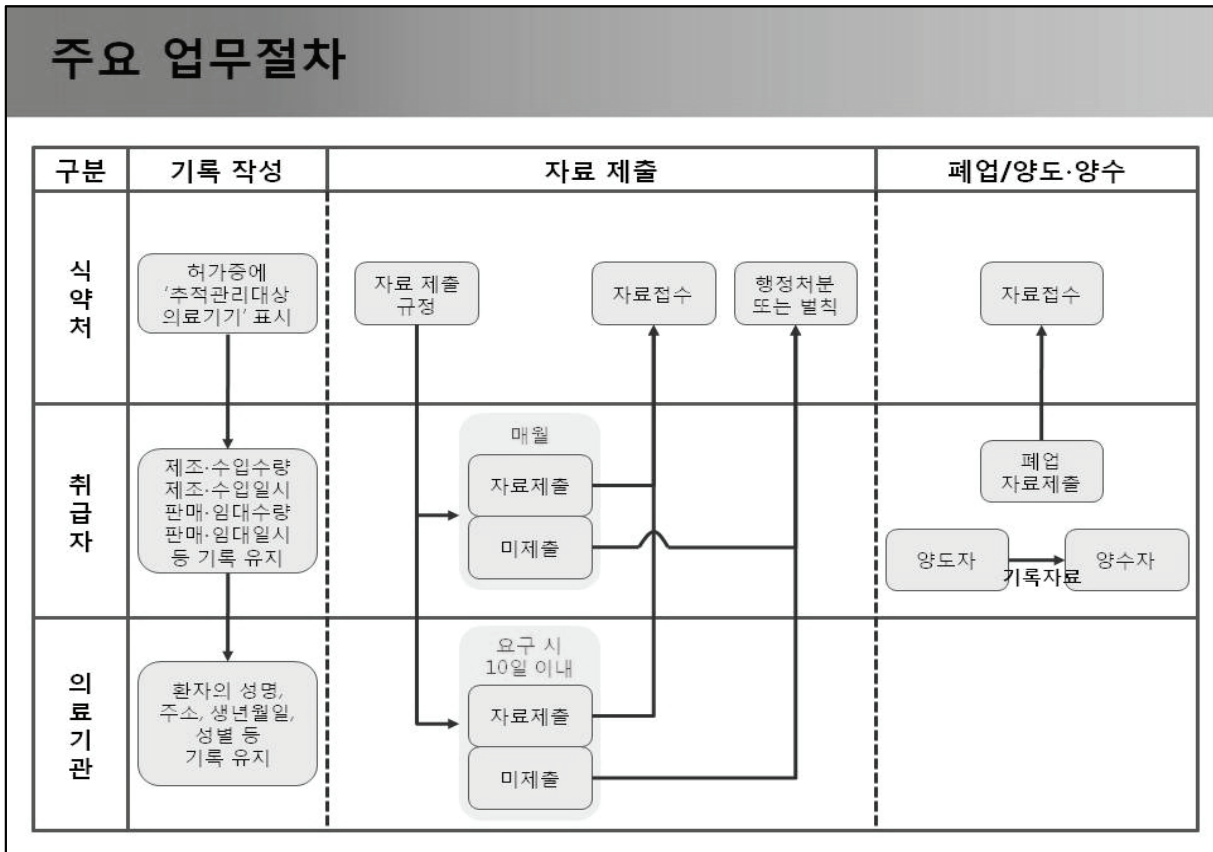 주요 업무절차
구분
기록 작성
자료 제출
폐업/양도·양수
식
약
처
허가증에
'추적관리대상
의료기기' 표시
자료 제출
규정
자료접수
행정처분
또는 벌칙
자료접수
취
급
자
제조·수입수량
제조·수입일시
판매·임대수량
판매·임대일시
등 기록 유지
매월
자료제출
미제출
폐업
자료제출
양도자
기록자료
양수자
의
료
기
관
환자의 성명,
주소, 생년월일,
성별 등
기록 유지
요구 시
10일 이내
자료제출
미제출